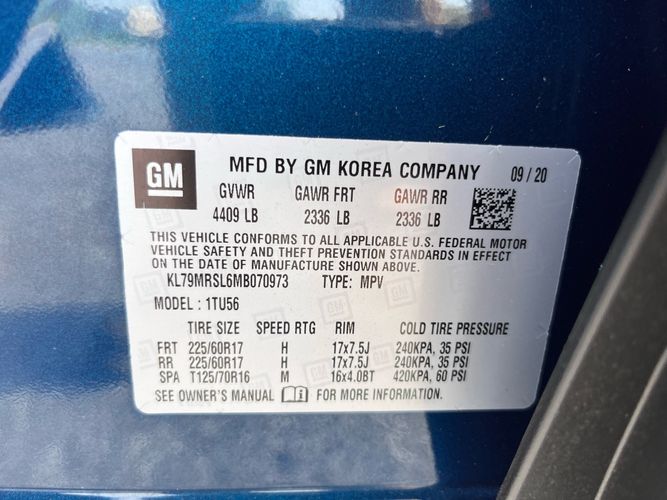 GM MFD BY GM KOREA COMPANY 09/20
GVWR GAWR FRT GAWR RR
4409 LB 2336 LB 2336 LB
THIS VEHICLE CONFORMS TO ALL APPLICABLE U.S. FEDERAL MOTOR
VEHICLE SAFETY AND THEFT PREVENTION STANDARDS IN EFFECT
ON THE DATE OF MANUFACTURE SHOWN ABOVE.
KL79MRSL6MB070973 TYPE: MPV
MODEL : 1TU56
TIRE SIZE SPEED RTG RIM COLD TIRE PRESSURE
FRT 225/60R17 H 17x7.5J 240KPA, 35 PSI
RR 225/60R17 H 17x7.5J 240KPA, 35 PSI
SPA T125/70R16 M 16x4.0BT 420KPA, 60 PSI
SEE OWNER'S MANUAL FOR MORE INFORMATION.